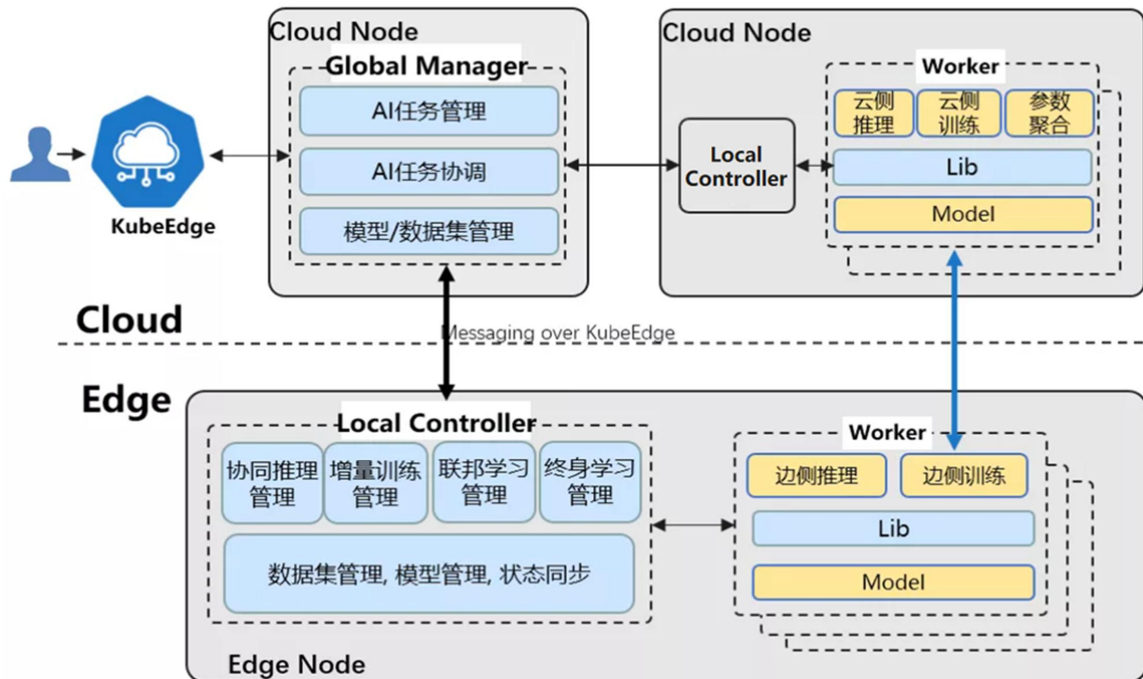 Cloud Node
Global Manager
AI任务管理
AI任务协调
模型/数据集管理
KubeEdge
Cloud Node
Worker
云侧
推理
云侧
训练
参数
聚合
Local
Controller
Lib
Model
Cloud
Messaging over KubeEdge
Edge
Local Controller
协同推理
管理
增量训练
管理
联邦学习
管理
终身学习
管理
数据集管理, 模型管理, 状态同步
Worker
边侧推理
边侧训练
Lib
Model
Edge Node